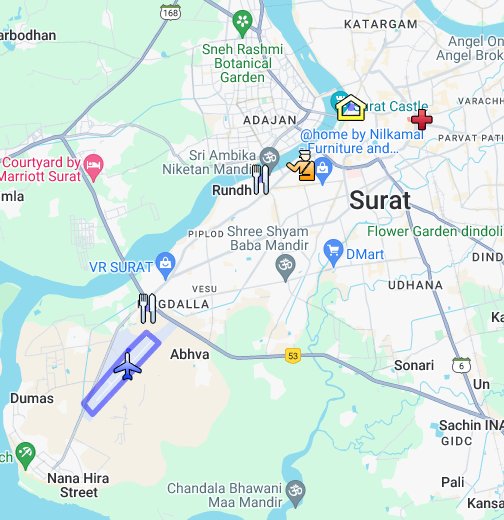 168
KATARGAM
arbodhan
Sneh Rashmi
Botanical
Garden
Angel On
Angel Brok
Surat Castle
VARACHH
ADAJAN
PARVAT PATI
@home by Nilkamal
Furniture and...
Courtyard by
Marriott Surat
Sri Ambika
Niketan Mandir
Rundh
mla
Surat
PIPLOD
Shree Shyam
Baba Mandir
Flower Garden dindoli
DMart
DIND
VR SURAT
VESU
UDHANA
GDALLA
Ka
Abhva
53
Sonari
6
Un
Dumas
Sachin INA
GIDC
ch
Nana Hira
Street
Chandala Bhawani
Maa Mandir
Pali
Kansa